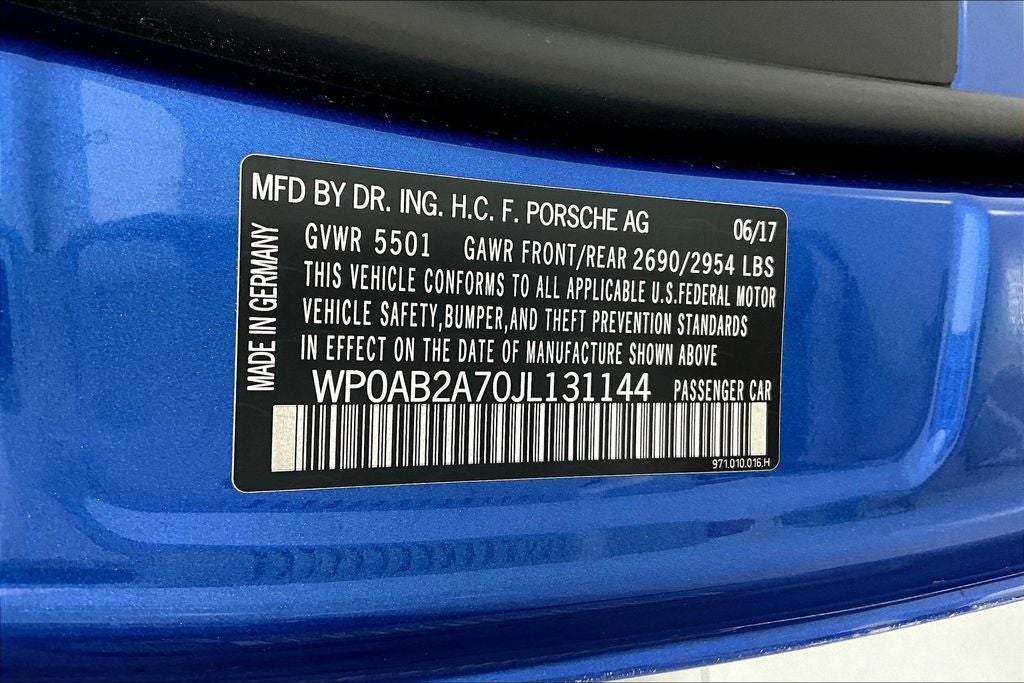 MFD BY DR. ING. H.C. F. PORSCHE AG 06/17
GVWR 5501 GAWR FRONT/REAR 2690/2954 LBS
THIS VEHICLE CONFORMS TO ALL APPLICABLE U.S.FEDERAL MOTOR
VEHICLE SAFETY,BUMPER,AND THEFT PREVENTION STANDARDS
IN EFFECT ON THE DATE OF MANUFACTURE SHOWN ABOVE
WP0AB2A70JL131144 PASSENGER CAR
971.010.016.H
MADE IN GERMANY